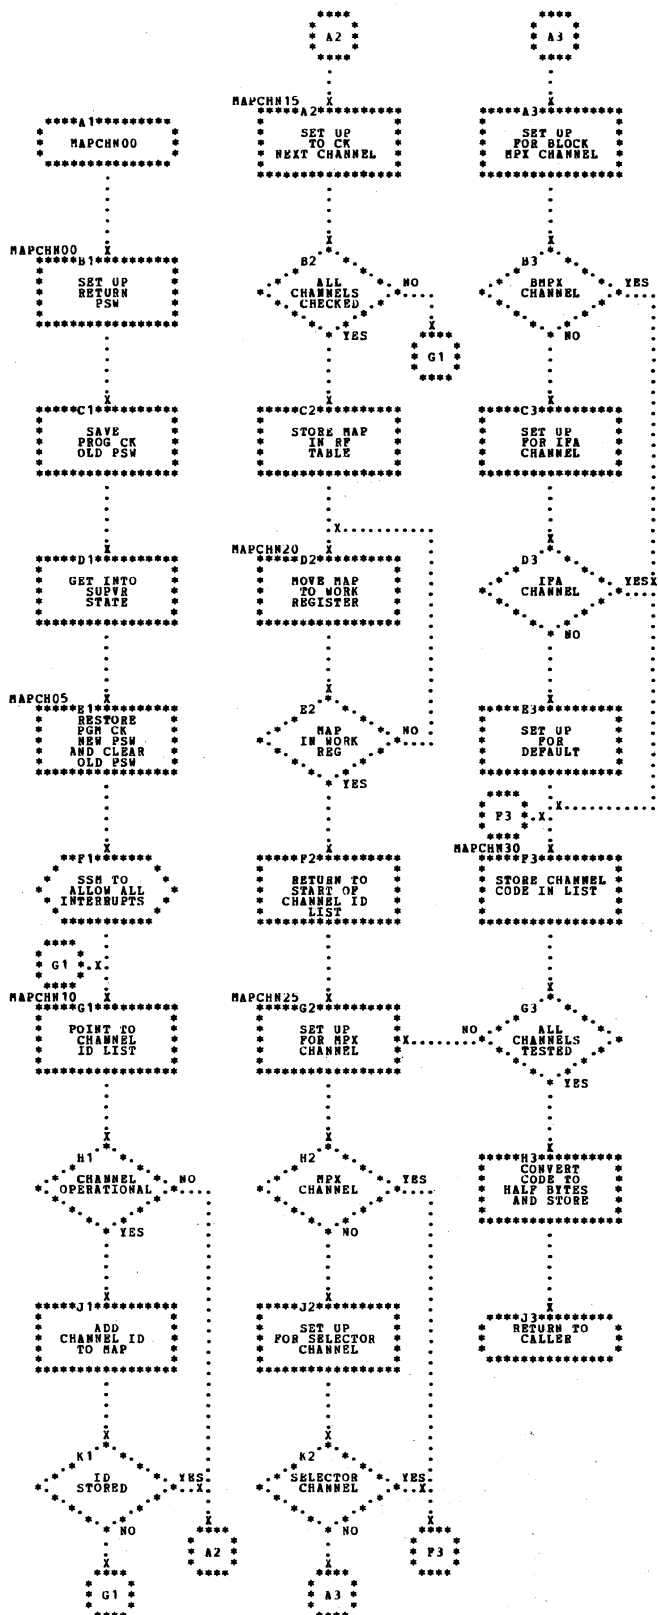 A1
MAPCHN00
MAPCHN00
B1
SET UP
RETURN
PSW
C1
SAVE
PROG CK
OLD PSW
D1
GET INTO
SUPVR
STATE
MAPCH05
E1
RESTORE
PGM CK
NEW PSW
AND CLEAR
OLD PSW
F1
SSM TO
ALLOW ALL
INTERRUPTS
G1
MAPCHN10
G1
POINT TO
CHANNEL
ID LIST
H1
CHANNEL
OPERATIONAL
NO
YES
J1
ADD
CHANNEL ID
TO MAP
K1
ID
STORED
YES
NO
A2
G1
A2
MAPCHN15
A2
SET UP
TO CK
NEXT CHANNEL
B2
ALL
CHANNELS
CHECKED
NO
YES
G1
C2
STORE MAP
IN RF
TABLE
MAPCHN20
D2
MOVE MAP
TO WORK
REGISTER
E2
MAP
IN WORK
REG
NO
YES
F2
RETURN TO
START OF
CHANNEL ID
LIST
MAPCHN25
G2
SET UP
FOR MPX
CHANNEL
H2
MPX
CHANNEL
YES
NO
J2
SET UP
FOR SELECTOR
CHANNEL
K2
SELECTOR
CHANNEL
YES
NO
F3
A3
A3
A3
SET UP
FOR BLOCK
MPX CHANNEL
B3
BMPX
CHANNEL
YES
NO
C3
SET UP
FOR IFA
CHANNEL
D3
IFA
CHANNEL
YES
NO
E3
SET UP
FOR
DEFAULT
F3
MAPCHN30
F3
STORE CHANNEL
CODE IN LIST
G3
ALL
CHANNELS
TESTED
NO
YES
H3
CONVERT
CODE TO
HALF BYTES
AND STORE
J3
RETURN TO
CALLER